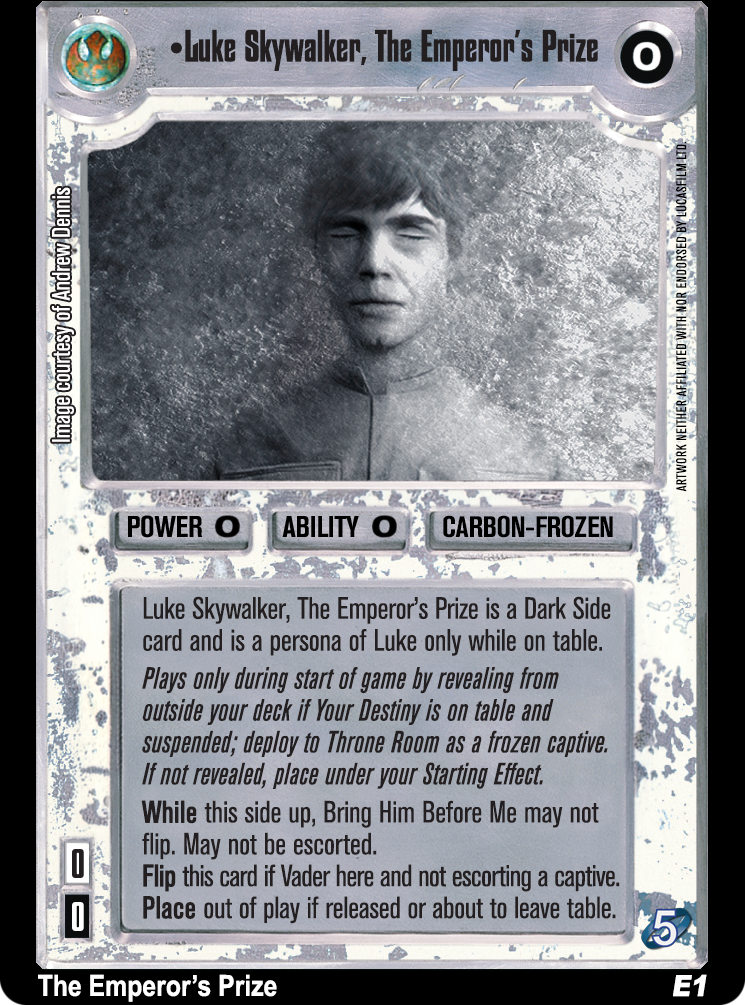 •Luke Skywalker, The Emperor's Prize
0
Image courtesy of Andrew Dennis
ARTWORK NEITHER AFFILIATED WITH NOR ENDORSED BY LUCASFILM LTD.
POWER 0
ABILITY 0
CARBON-FROZEN
Luke Skywalker, The Emperor's Prize is a Dark Side
card and is a persona of Luke only while on table.
Plays only during start of game by revealing from
outside your deck if Your Destiny is on table and
suspended; deploy to Throne Room as a frozen captive.
If not revealed, place under your Starting Effect.
While this side up, Bring Him Before Me may not
flip. May not be escorted.
Flip this card if Vader here and not escorting a captive.
Place out of play if released or about to leave table.
0
0
5
The Emperor's Prize
E1